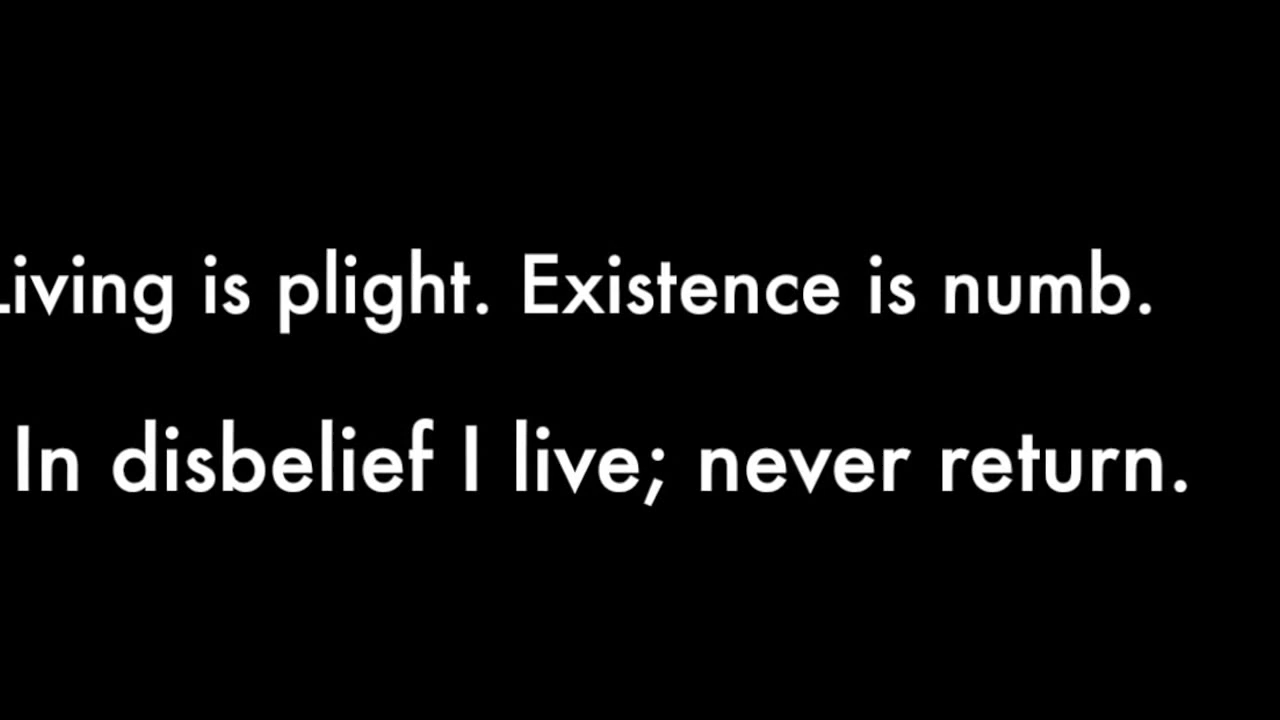 Living is plight. Existence is numb.
In disbelief I live; never return.